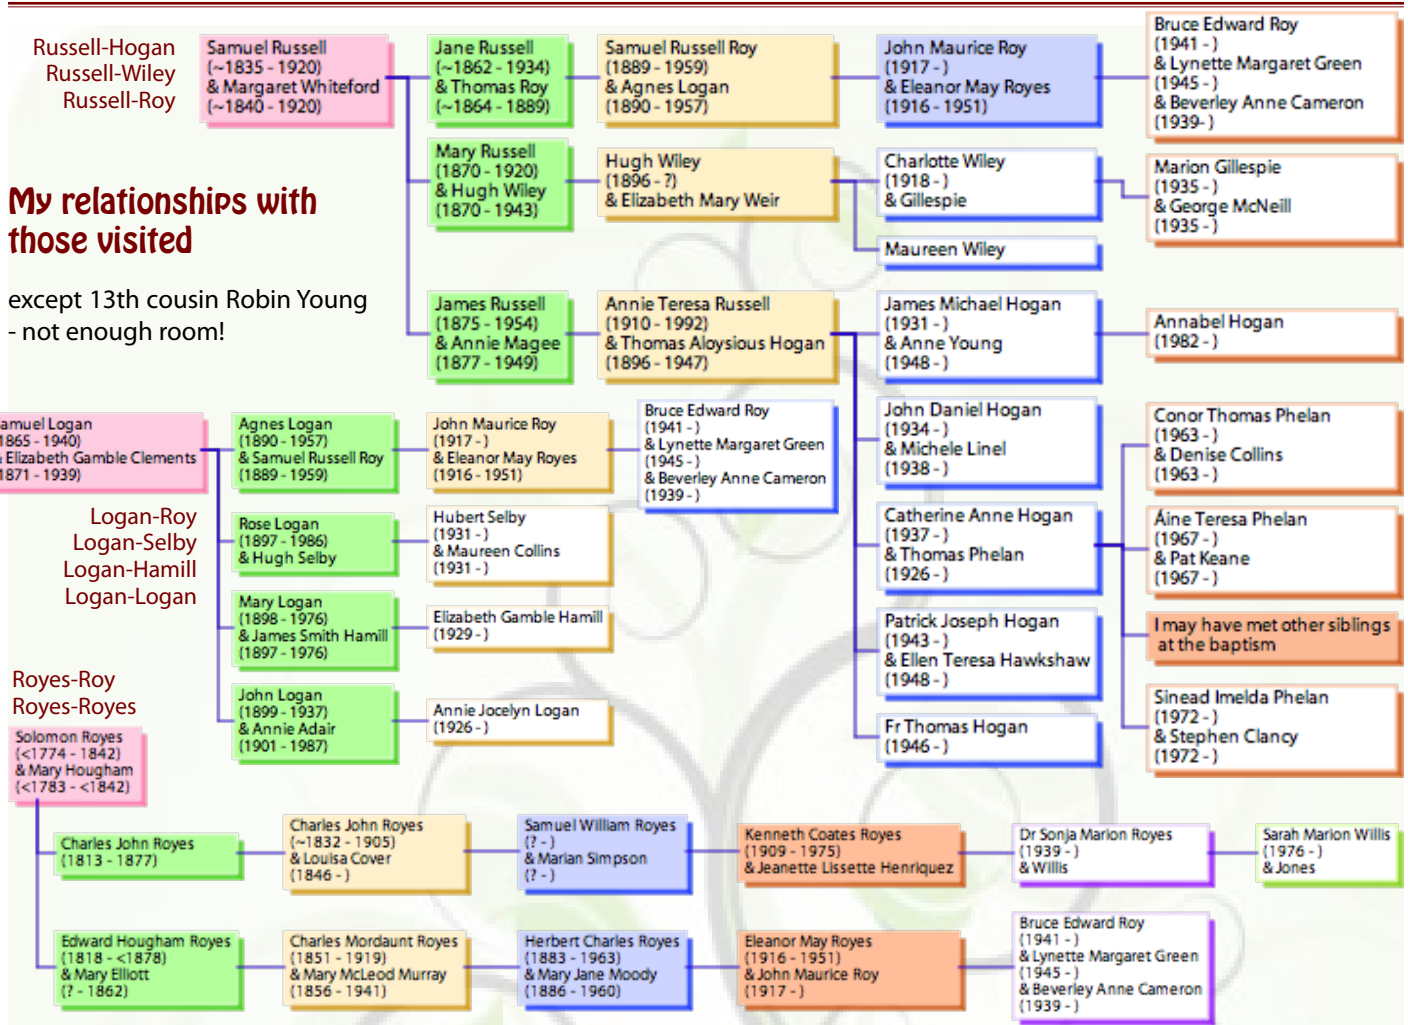 Russell-Hogan
Russell-Wiley
Russell-Roy
Samuel Russell
(~1835 - 1920)
& Margaret Whiteford
(~1840 - 1920)
Jane Russell
(~1862 - 1934)
& Thomas Roy
(~1864 - 1889)
Samuel Russell Roy
(1889 - 1959)
& Agnes Logan
(1890 - 1957)
John Maurice Roy
(1917 - )
& Eleanor May Royes
(1916 - 1951)
Bruce Edward Roy
(1941 - )
& Lynette Margaret Green
(1945 - )
& Beverley Anne Cameron
(1939- )
Mary Russell
(1870 - 1920)
& Hugh Wiley
(1870 - 1943)
Hugh Wiley
(1896 - ?)
& Elizabeth Mary Weir
Charlotte Wiley
(1918 - )
& Gillespie
Marion Gillespie
(1935 - )
& George McNeill
(1935 - )
Maureen Wiley
My relationships with
those visited
except 13th cousin Robin Young
- not enough room!
James Russell
(1875 - 1954)
& Annie Magee
(1877 - 1949)
Annie Teresa Russell
(1910 - 1992)
& Thomas Aloysious Hogan
(1896 - 1947)
James Michael Hogan
(1931 - )
& Anne Young
(1948 - )
Annabel Hogan
(1982 - )
John Daniel Hogan
(1934 - )
& Michele Linel
(1938 - )
Conor Thomas Phelan
(1963 - )
& Denise Collins
(1963 - )
Catherine Anne Hogan
(1937 - )
& Thomas Phelan
(1926 - )
Áine Teresa Phelan
(1967 - )
& Pat Keane
(1967 - )
I may have met other siblings
at the baptism
Patrick Joseph Hogan
(1943 - )
& Ellen Teresa Hawkshaw
(1948 - )
Sinead Imelda Phelan
(1972 - )
& Stephen Clancy
(1972 - )
Fr Thomas Hogan
(1946 - )
amuel Logan
1865 - 1940)
& Elizabeth Gamble Clements
1871 - 1939)
Agnes Logan
(1890 - 1957)
& Samuel Russell Roy
(1889 - 1959)
John Maurice Roy
(1917 - )
& Eleanor May Royes
(1916 - 1951)
Bruce Edward Roy
(1941 - )
& Lynette Margaret Green
(1945 - )
& Beverley Anne Cameron
(1939 - )
Logan-Roy
Logan-Selby
Logan-Hamill
Logan-Logan
Rose Logan
(1897 - 1986)
& Hugh Selby
Hubert Selby
(1931 - )
& Maureen Collins
(1931 - )
Mary Logan
(1898 - 1976)
& James Smith Hamill
(1897 - 1976)
Elizabeth Gamble Hamill
(1929 - )
John Logan
(1899 - 1937)
& Annie Adair
(1901 - 1987)
Annie Jocelyn Logan
(1926 - )
Royes-Roy
Royes-Royes
Solomon Royes
(<1774 - 1842)
& Mary Hougham
(<1783 - <1842)
Charles John Royes
(1813 - 1877)
Charles John Royes
(~1832 - 1905)
& Louisa Cover
(1846 - )
Samuel William Royes
(? - )
& Marian Simpson
(? - )
Kenneth Coates Royes
(1909 - 1975)
& Jeanette Lissette Henriquez
Dr Sonja Marion Royes
(1939 - )
& Willis
Sarah Marion Willis
(1976 - )
& Jones
Edward Hougham Royes
(1818 - <1878)
& Mary Elliott
(? - 1862)
Charles Mordaunt Royes
(1851 - 1919)
& Mary McLeod Murray
(1856 - 1941)
Herbert Charles Royes
(1883 - 1963)
& Mary Jane Moody
(1886 - 1960)
Eleanor May Royes
(1916 - 1951)
& John Maurice Roy
(1917 - )
Bruce Edward Roy
(1941 - )
& Lynette Margaret Green
(1945 - )
& Beverley Anne Cameron
(1939 - )